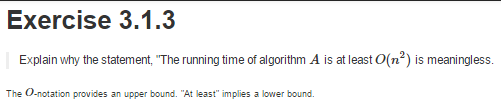 Exercise 3.1.3
Explain why the statement, "The running time of algorithm A is at least O(n²) is meaningless.
The O-notation provides an upper bound. "At least" implies a lower bound.